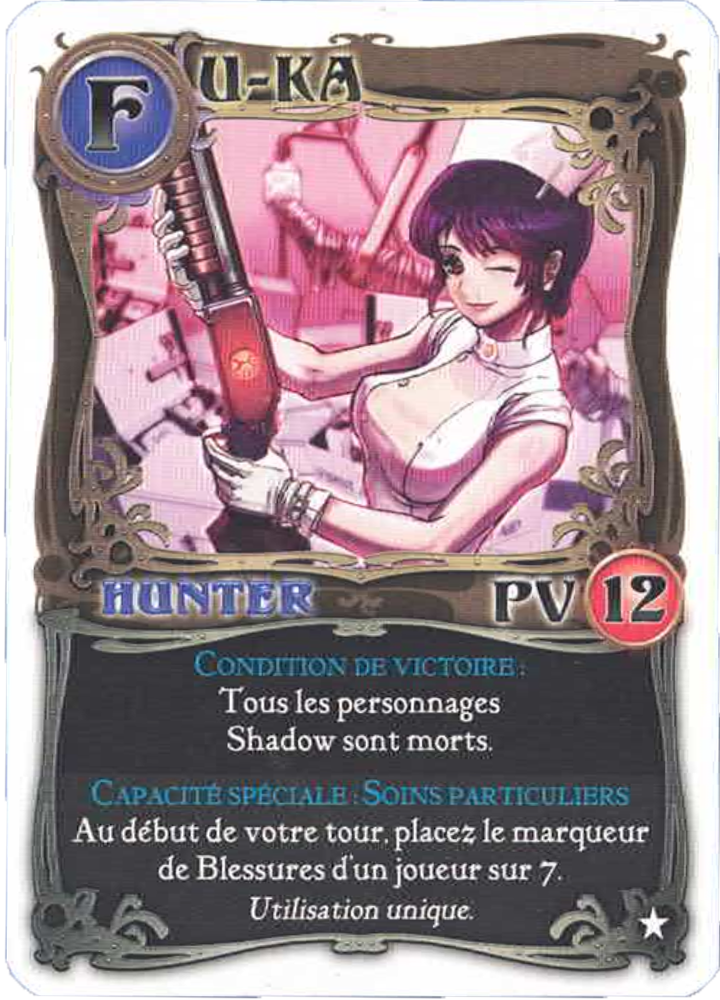 FU-KA
HUNTER PV 12
CONDITION DE VICTOIRE :
Tous les personnages
Shadow sont morts.
CAPACITÉ SPÉCIALE : SOINS PARTICULIERS
Au début de votre tour, placez le marqueur
de Blessures d'un joueur sur 7.
Utilisation unique.